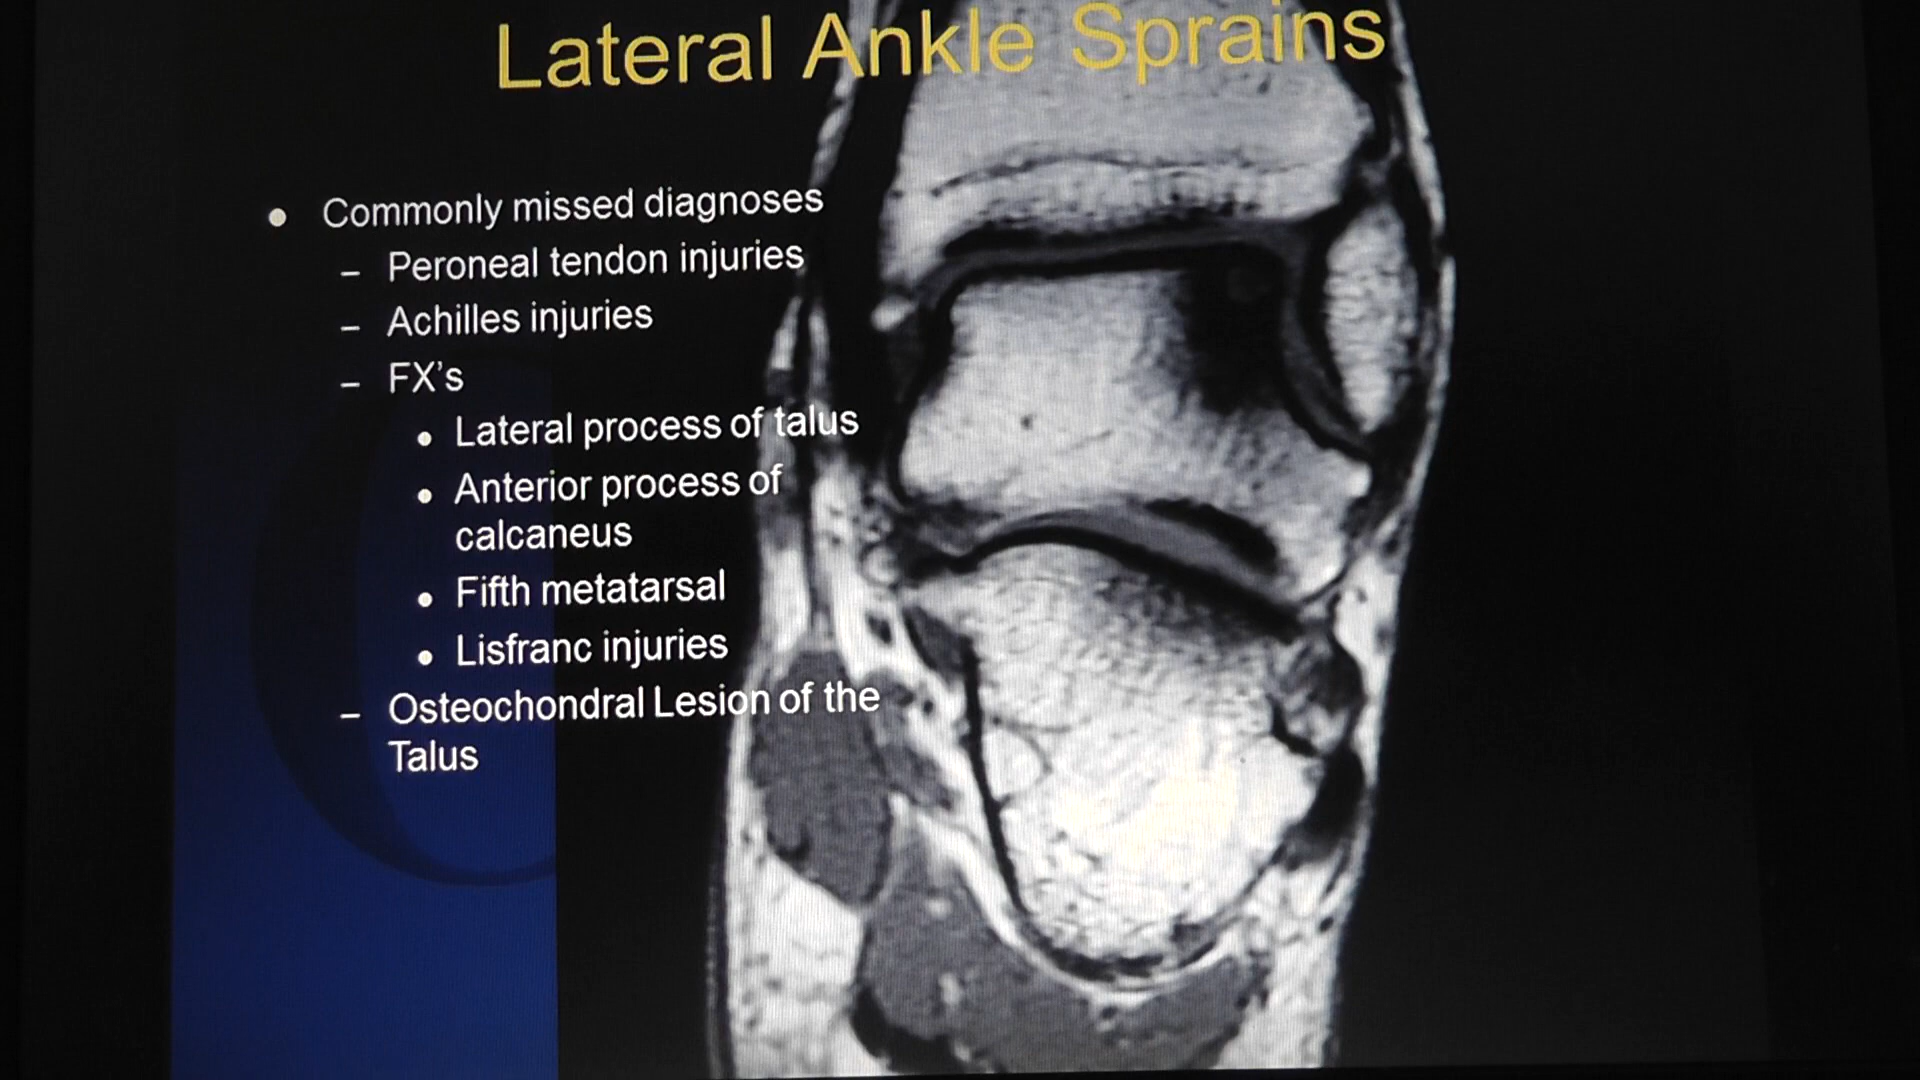 Lateral Ankle Sprains
• Commonly missed diagnoses
– Peroneal tendon injuries
– Achilles injuries
– FX's
• Lateral process of talus
• Anterior process of
calcaneus
• Fifth metatarsal
• Lisfranc injuries
– Osteochondral Lesion of the
Talus